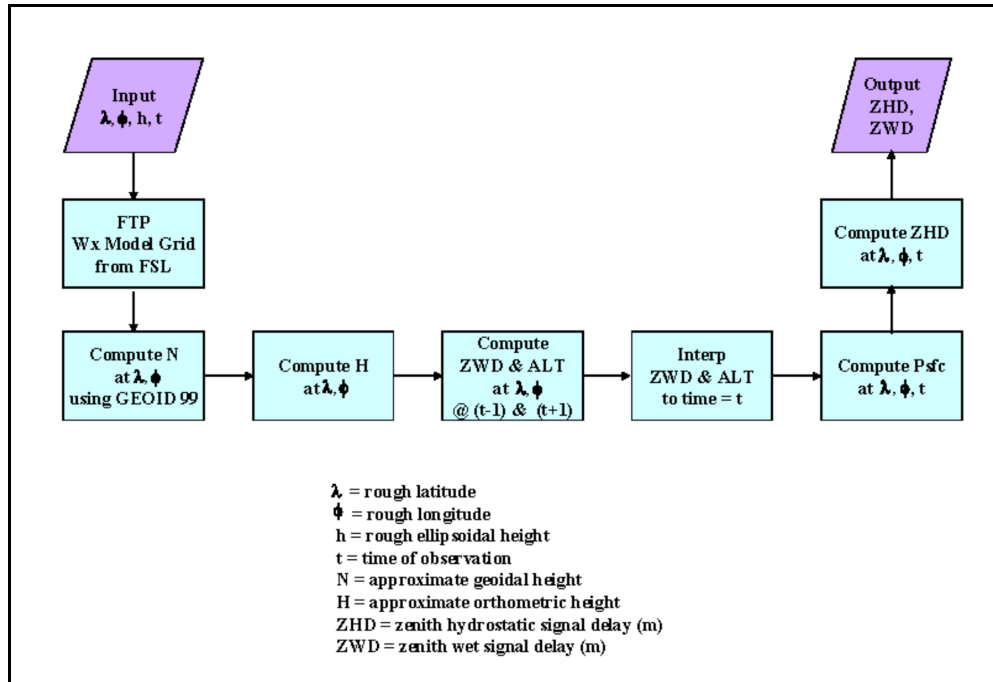 Input
λ, ϕ, h, t
FTP
Wx Model Grid
from FSL
Compute N
at λ, ϕ
using GEOID 99
Compute H
at λ, ϕ
Compute
ZWD & ALT
at λ, ϕ
@ (t-1) & (t+1)
Interp
ZWD & ALT
to time = t
Compute Psfc
at λ, ϕ, t
Compute ZHD
at λ, ϕ, t
Output
ZHD,
ZWD
λ = rough latitude
ϕ = rough longitude
h = rough ellipsoidal height
t = time of observation
N = approximate geoidal height
H = approximate orthometric height
ZHD = zenith hydrostatic signal delay (m)
ZWD = zenith wet signal delay (m)